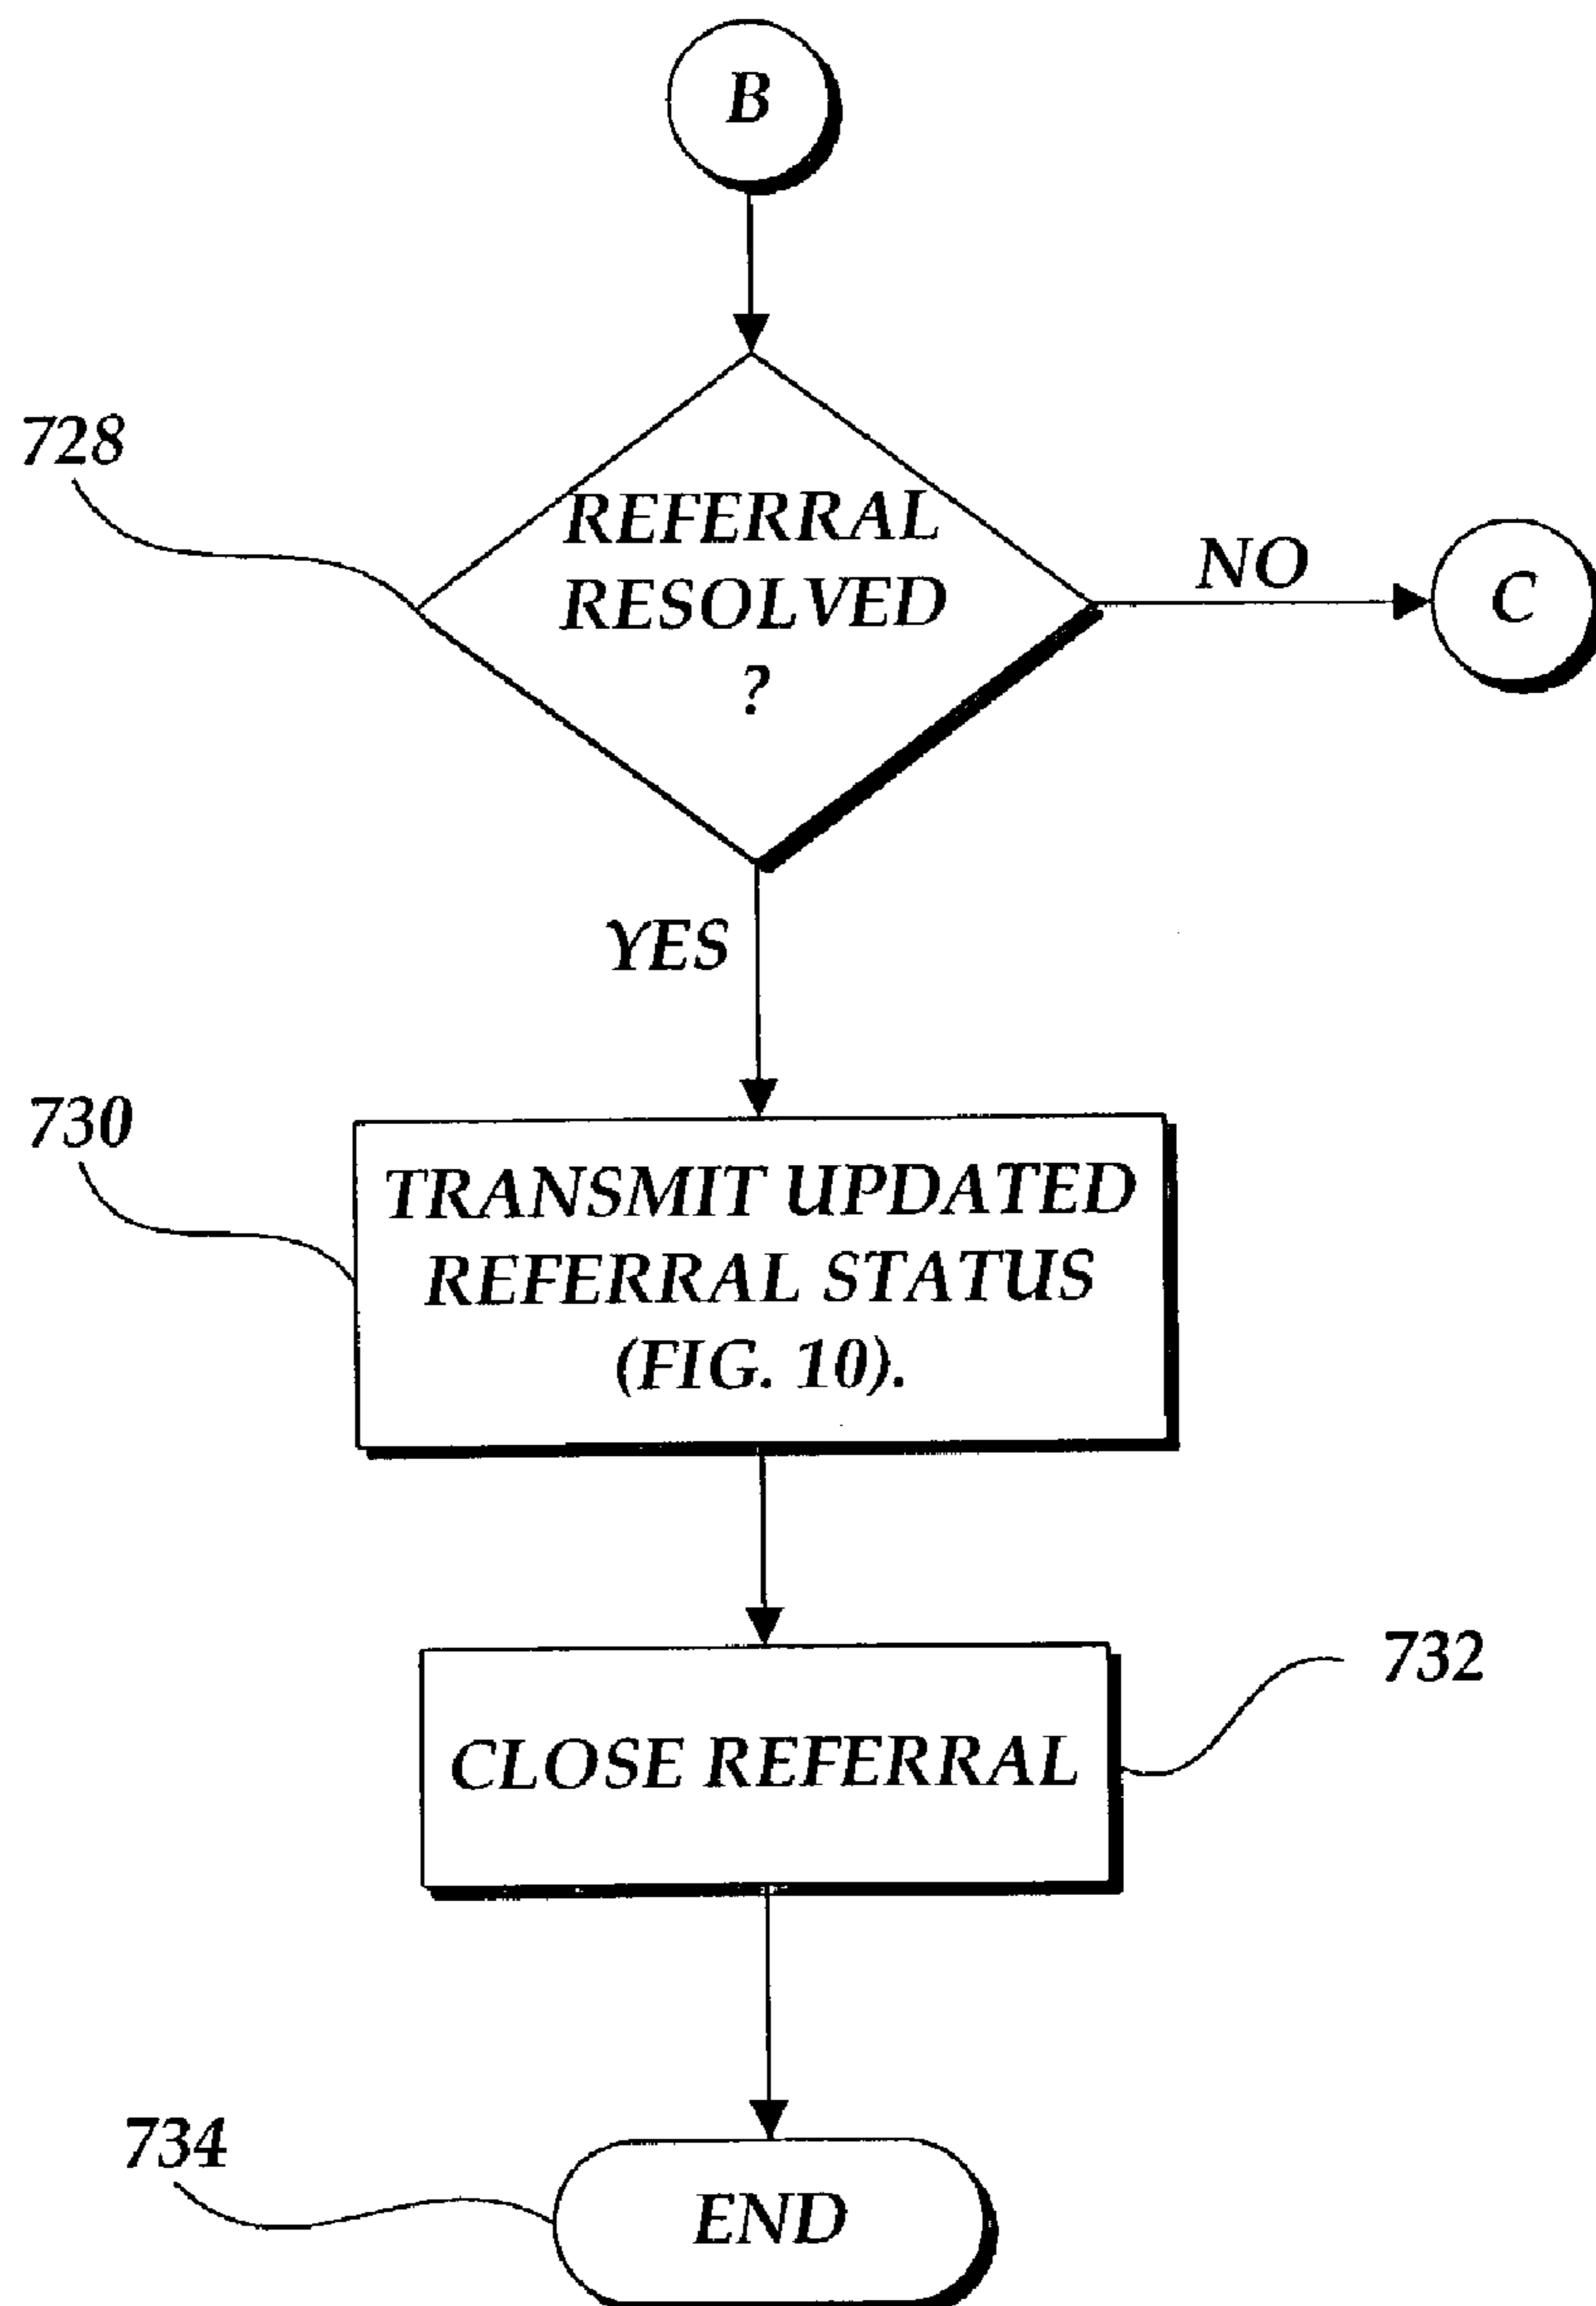 B
728
REFERRAL
RESOLVED
?
NO
C
YES
730
TRANSMIT UPDATED
REFERRAL STATUS
(FIG. 10).
732
CLOSE REFERRAL
734
END